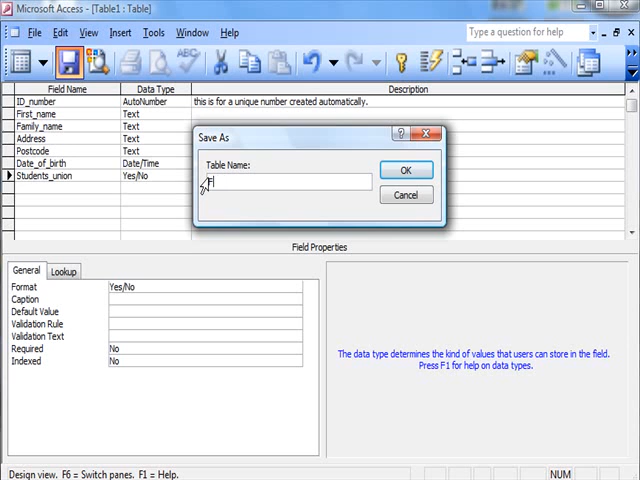 Microsoft Access - [Table1 : Table]
File Edit View Insert Tools Window Help
Type a question for help
Field Name Data Type Description
ID_number AutoNumber this is for a unique number created automatically.
First_name Text
Family_name Text
Address Text
Postcode Text
Date_of_birth Date/Time
Students_union Yes/No
Save As
Table Name:
F
OK
Cancel
Field Properties
General Lookup
Format Yes/No
Caption
Default Value
Validation Rule
Validation Text
Required No
Indexed No
The data type determines the kind of values that users can store in the field.
Press F1 for help on data types.
Design view. F6 = Switch panes. F1 = Help. NUM